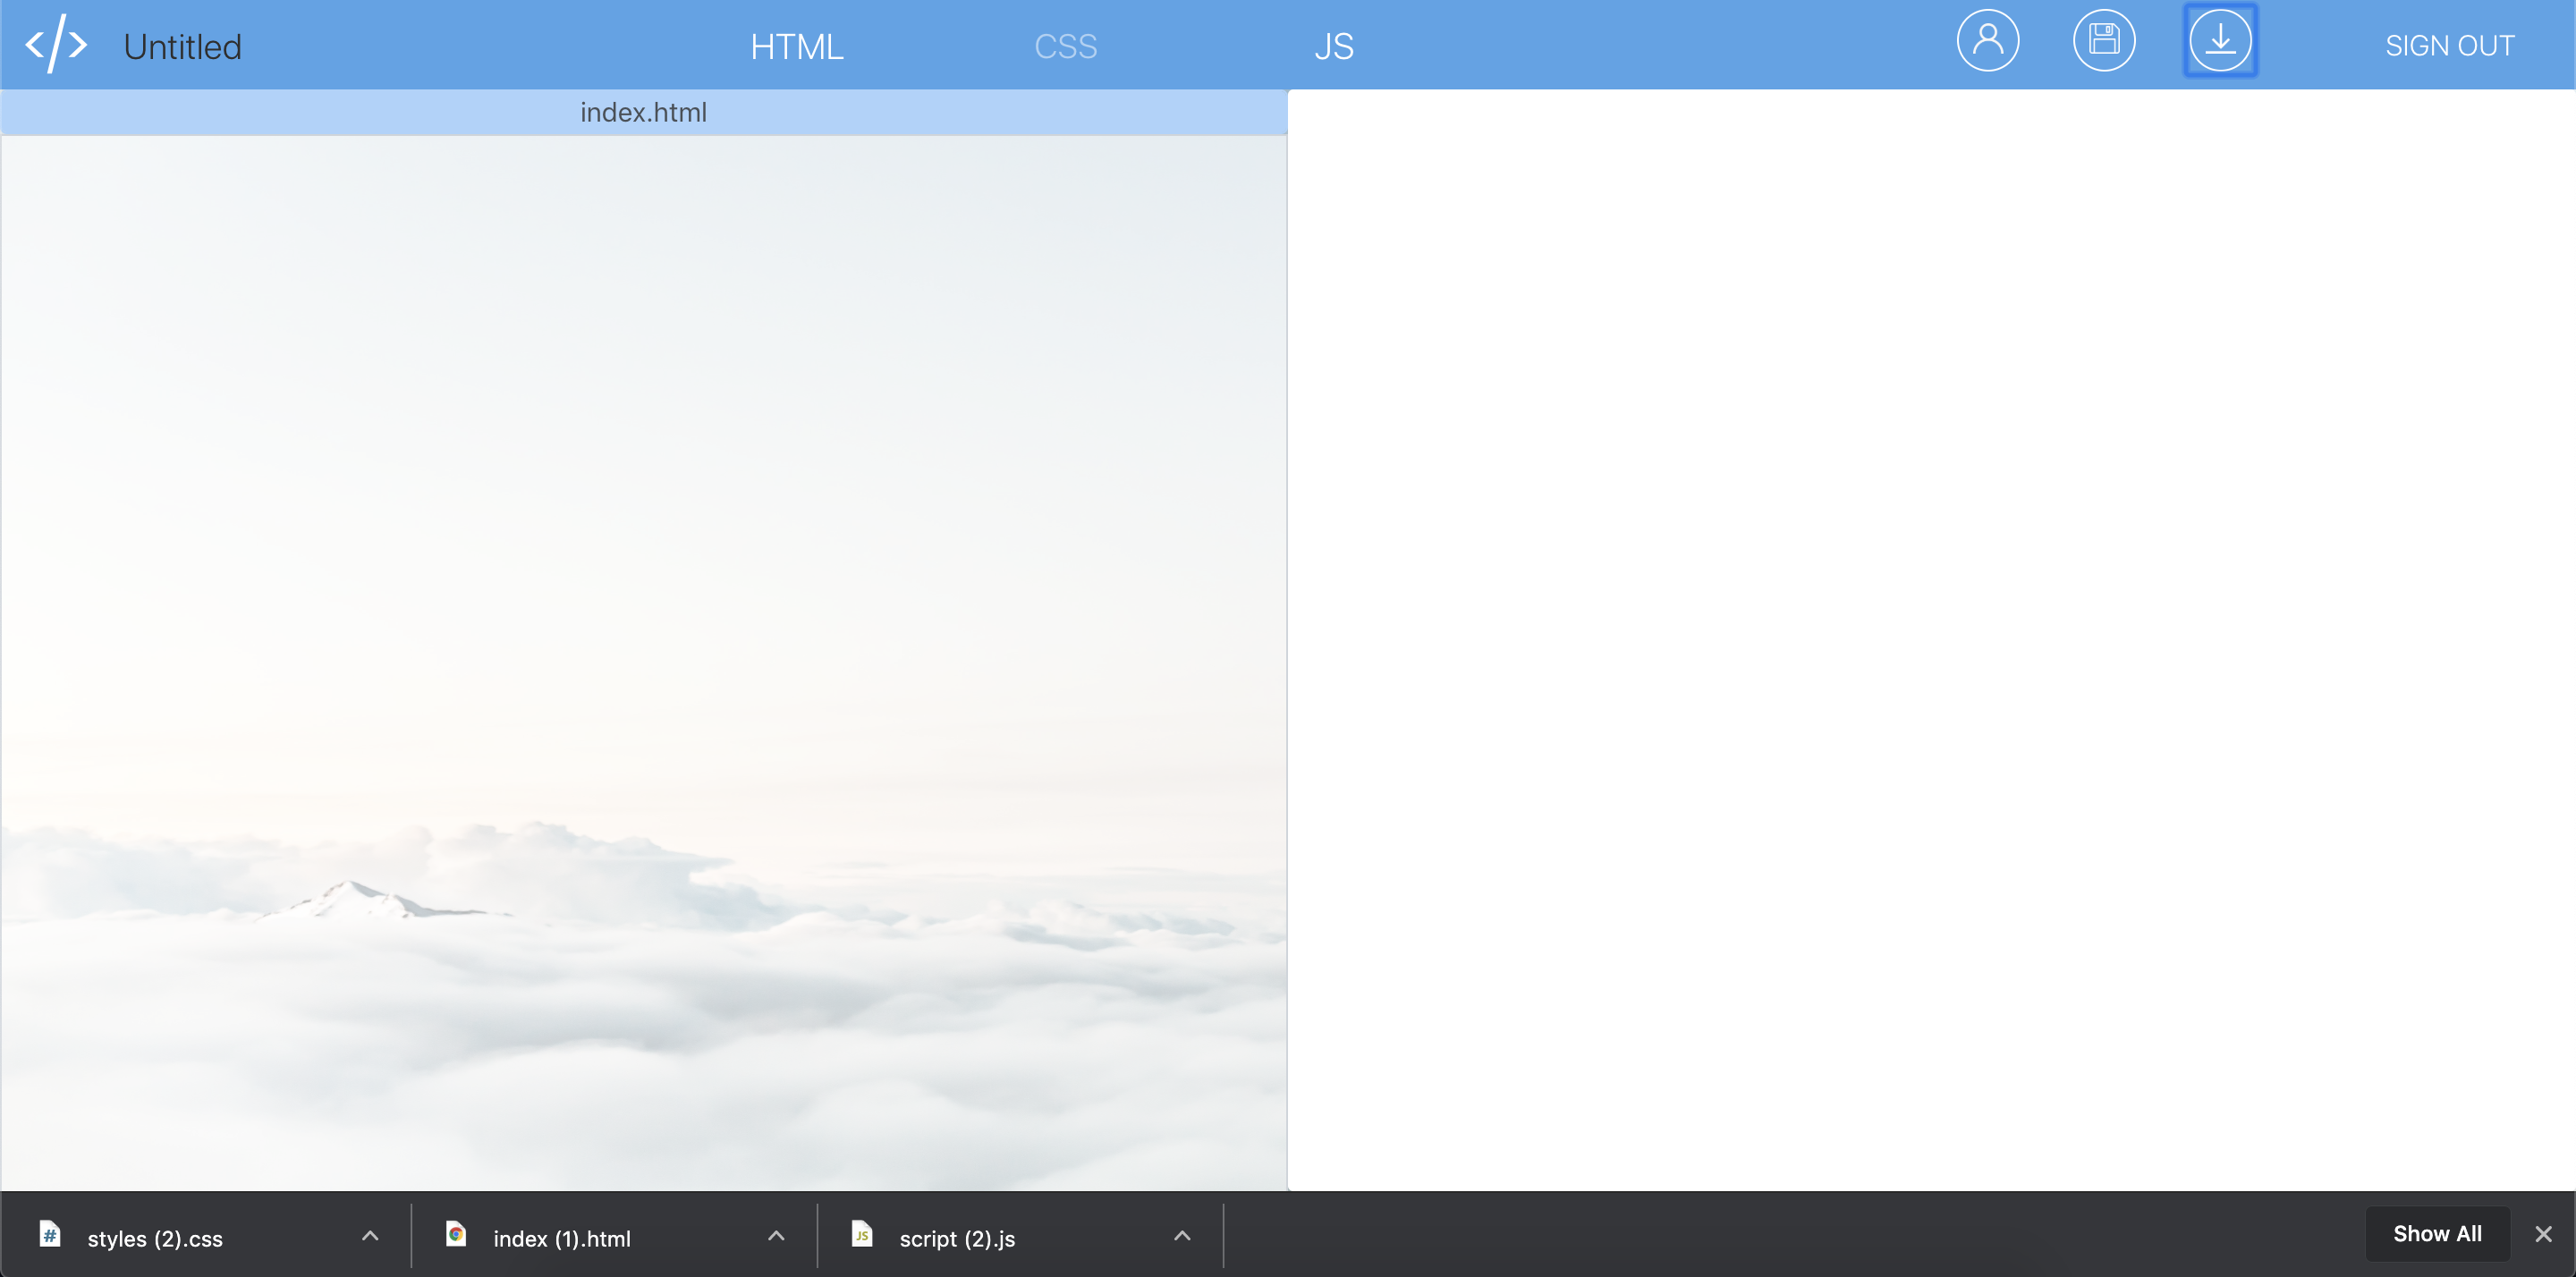 </> Untitled HTML CSS JS SIGN OUT
index.html
# styles (2).css index (1).html JS script (2).js Show All